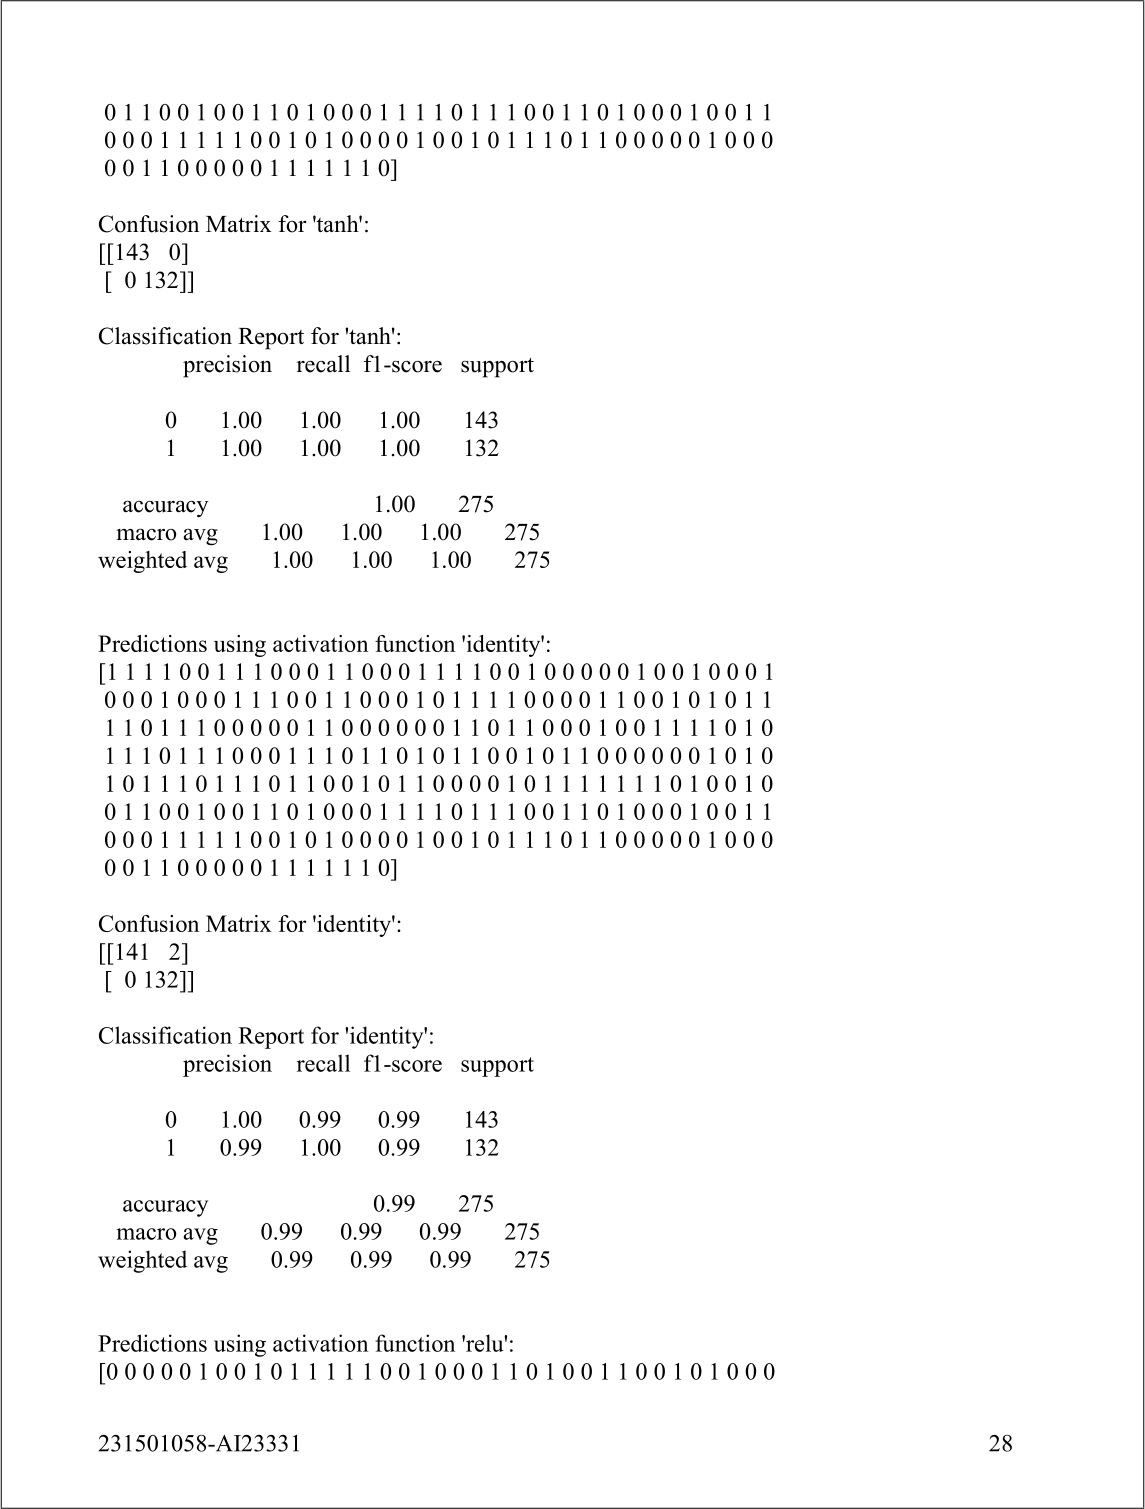 0 1 1 0 0 1 0 0 1 1 0 1 0 0 0 1 1 1 1 0 1 1 1 0 0 1 1 0 1 0 0 0 1 0 0 1 1
0 0 0 1 1 1 1 1 0 0 1 0 1 0 0 0 0 1 0 0 1 0 1 1 1 0 1 1 0 0 0 0 0 1 0 0 0
0 0 1 1 0 0 0 0 0 1 1 1 1 1 1 0]
Confusion Matrix for 'tanh':
[[143 0]
[ 0 132]]
Classification Report for 'tanh':
precision recall f1-score support
0 1.00 1.00 1.00 143
1 1.00 1.00 1.00 132
accuracy 1.00 275
macro avg 1.00 1.00 1.00 275
weighted avg 1.00 1.00 1.00 275
Predictions using activation function 'identity':
[1 1 1 1 0 0 1 1 1 0 0 0 1 1 0 0 0 1 1 1 1 0 0 1 0 0 0 0 0 1 0 0 1 0 0 0 1
0 0 0 1 0 0 0 1 1 1 0 0 1 1 0 0 0 1 0 1 1 1 1 0 0 0 0 1 1 0 0 1 0 1 0 1 1
1 1 0 1 1 1 0 0 0 0 0 1 1 0 0 0 0 0 0 1 1 0 1 1 0 0 0 1 0 0 1 1 1 1 0 1 0
1 1 1 0 1 1 1 0 0 0 1 1 1 0 1 1 0 1 0 1 1 0 0 1 0 1 1 0 0 0 0 0 0 1 0 1 0
1 0 1 1 1 0 1 1 1 0 1 1 0 0 1 0 1 1 0 0 0 0 1 0 1 1 1 1 1 1 1 0 1 0 0 1 0
0 1 1 0 0 1 0 0 1 1 0 1 0 0 0 1 1 1 1 0 1 1 1 0 0 1 1 0 1 0 0 0 1 0 0 1 1
0 0 0 1 1 1 1 1 0 0 1 0 1 0 0 0 0 1 0 0 1 0 1 1 1 0 1 1 0 0 0 0 0 1 0 0 0
0 0 1 1 0 0 0 0 0 1 1 1 1 1 1 0]
Confusion Matrix for 'identity':
[[141 2]
[ 0 132]]
Classification Report for 'identity':
precision recall f1-score support
0 1.00 0.99 0.99 143
1 0.99 1.00 0.99 132
accuracy 0.99 275
macro avg 0.99 0.99 0.99 275
weighted avg 0.99 0.99 0.99 275
Predictions using activation function 'relu':
[0 0 0 0 0 1 0 0 1 0 1 1 1 1 1 0 0 1 0 0 0 1 1 0 1 0 0 1 1 0 0 1 0 1 0 0 0
231501058-AI23331 28